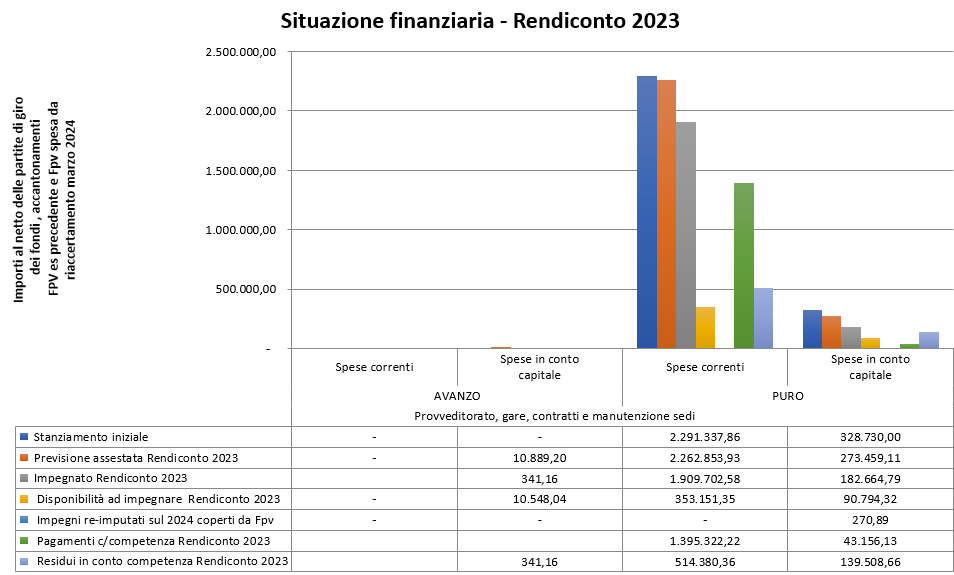 Situazione finanziaria - Rendiconto 2023
Importi al netto delle partite di giro
dei fondi , accantonamenti
FPV es precedente e Fpv spesa da
riaccertamento marzo 2024
2.500.000,00
2.000.000,00
1.500.000,00
1.000.000,00
500.000,00
-
Spese correnti
Spese in conto
capitale
Spese correnti
Spese in conto
capitale
AVANZO PURO
Provveditorato, gare, contratti e manutenzione sedi
Stanziamento iniziale - - 2.291.337,86 328.730,00
Previsione assestata Rendiconto 2023 - 10.889,20 2.262.853,93 273.459,11
Impegnato Rendiconto 2023 341,16 1.909.702,58 182.664,79
Disponibilità ad impegnare Rendiconto 2023 - 10.548,04 353.151,35 90.794,32
Impegni re-imputati sul 2024 coperti da Fpv - - - 270,89
Pagamenti c/competenza Rendiconto 2023 1.395.322,22 43.156,13
Residui in conto competenza Rendiconto 2023 341,16 514.380,36 139.508,66